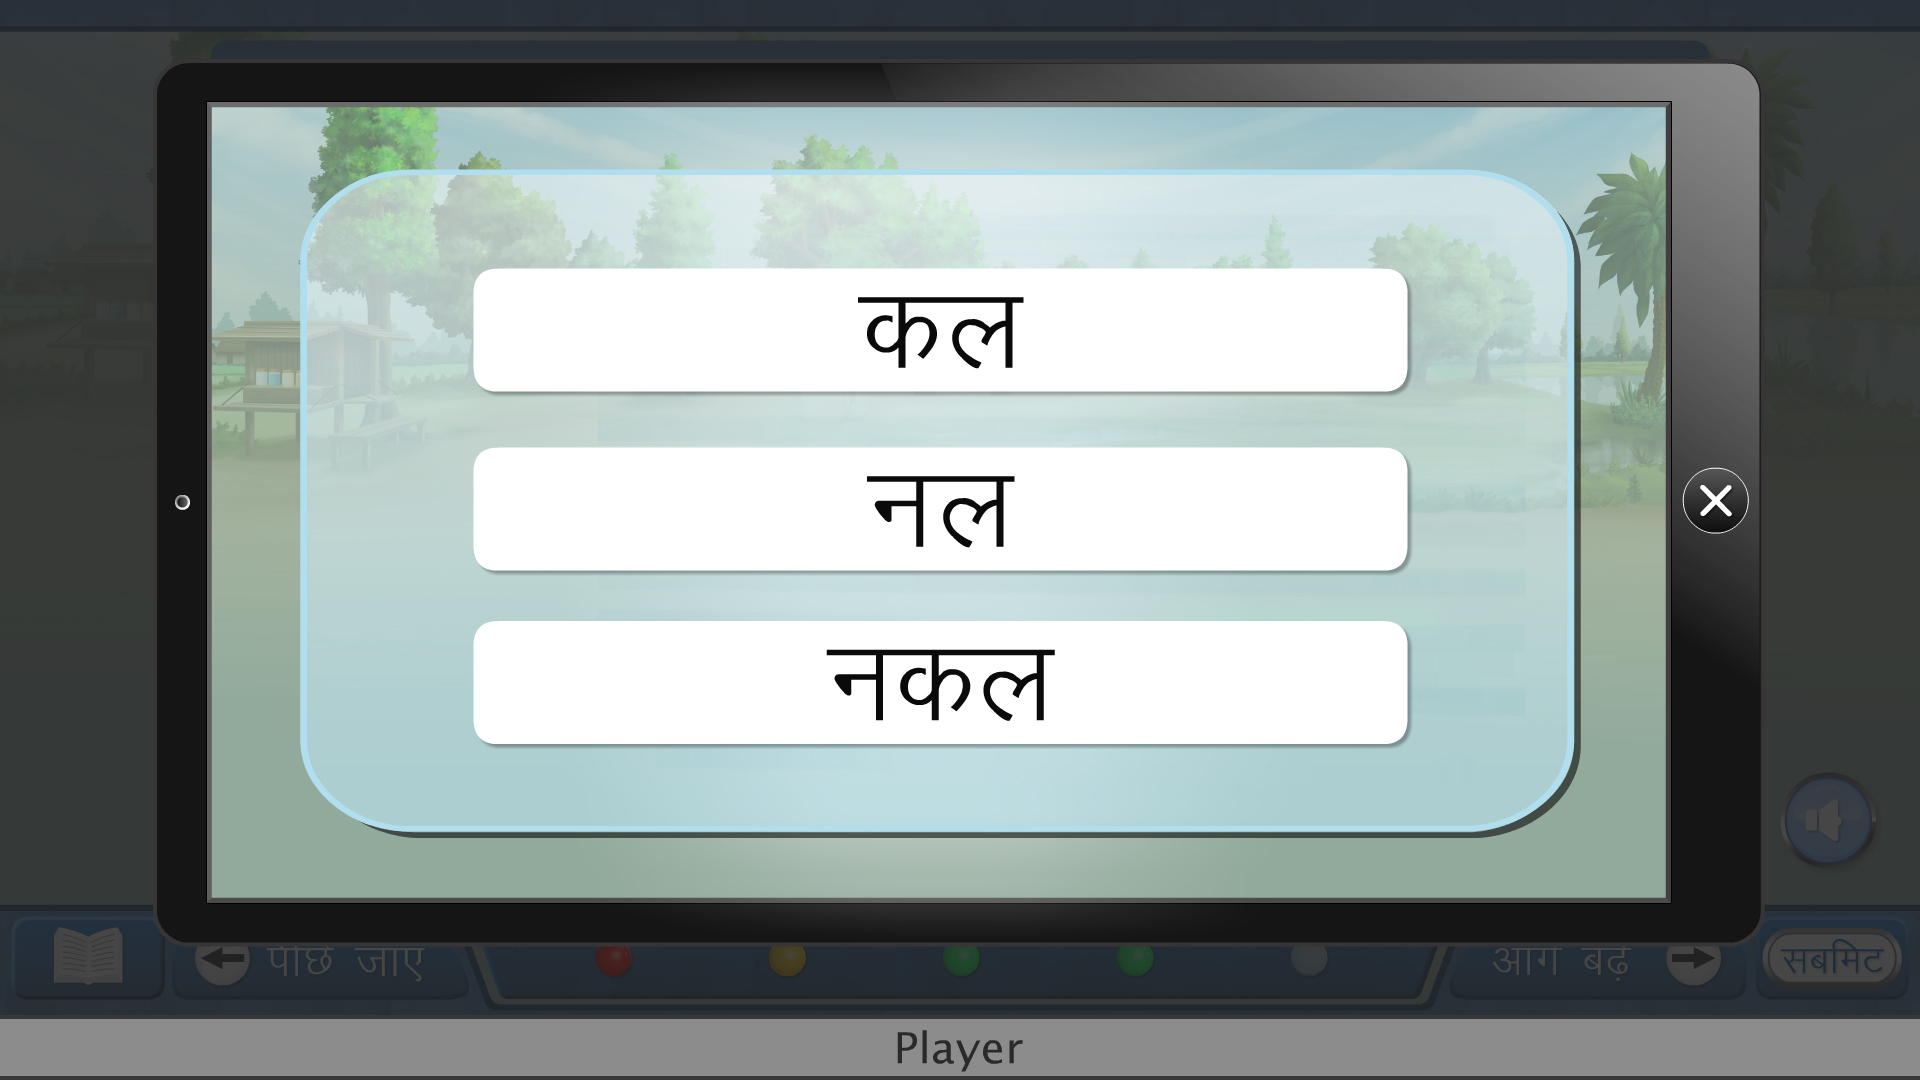 कल
नल
नकल
पीछे जाएं
आगे बढ़ें
सबमिट
Player